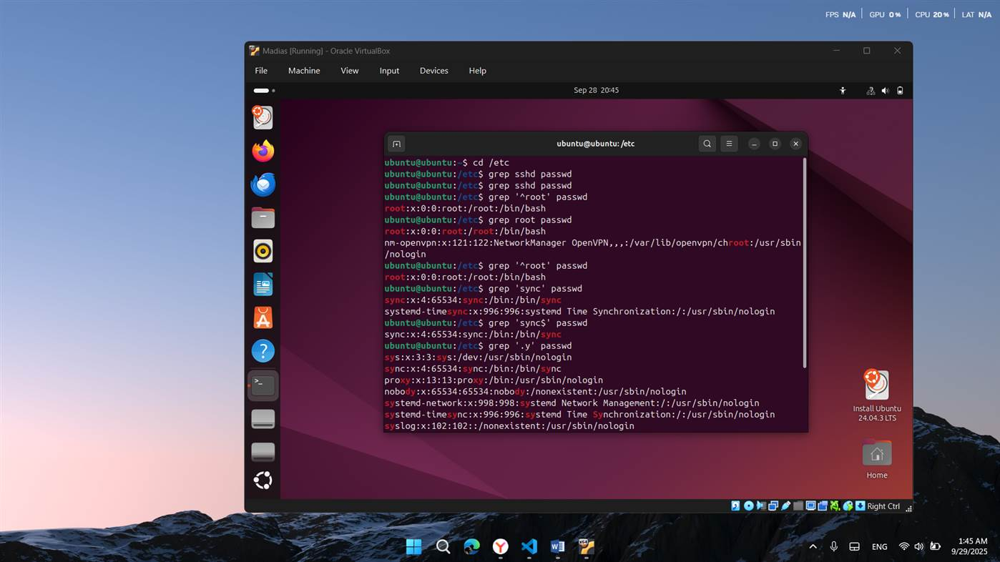 FPS N/A GPU 0% CPU 20% LAT N/A
Madias [Running] - Oracle VirtualBox
File Machine View Input Devices Help
Sep 28 20:45
ubuntu@ubuntu: /etc
ubuntu@ubuntu:~$ cd /etc
ubuntu@ubuntu:/etc$ grep sshd passwd
ubuntu@ubuntu:/etc$ grep sshd passwd
ubuntu@ubuntu:/etc$ grep '^root' passwd
root:x:0:0:root:/root:/bin/bash
ubuntu@ubuntu:/etc$ grep root passwd
root:x:0:0:root:/root:/bin/bash
nm-openvpn:x:121:122:NetworkManager OpenVPN,,,:/var/lib/openvpn/chroot:/usr/sbin
/nologin
ubuntu@ubuntu:/etc$ grep '^root' passwd
root:x:0:0:root:/root:/bin/bash
ubuntu@ubuntu:/etc$ grep 'sync' passwd
sync:x:4:65534:sync:/bin:/bin/sync
systemd-timesync:x:996:996:systemd Time Synchronization:/:/usr/sbin/nologin
ubuntu@ubuntu:/etc$ grep 'sync$' passwd
sync:x:4:65534:sync:/bin:/bin/sync
ubuntu@ubuntu:/etc$ grep '.y' passwd
sys:x:3:3:sys:/dev:/usr/sbin/nologin
sync:x:4:65534:sync:/bin:/bin/sync
proxy:x:13:13:proxy:/bin:/usr/sbin/nologin
nobody:x:65534:65534:nobody:/nonexistent:/usr/sbin/nologin
systemd-network:x:998:998:systemd Network Management:/:/usr/sbin/nologin
systemd-timesync:x:996:996:systemd Time Synchronization:/:/usr/sbin/nologin
syslog:x:102:102::/nonexistent:/usr/sbin/nologin
Install Ubuntu
24.04.3 LTS
Home
Right Ctrl
ENG
1:45 AM
9/29/2025